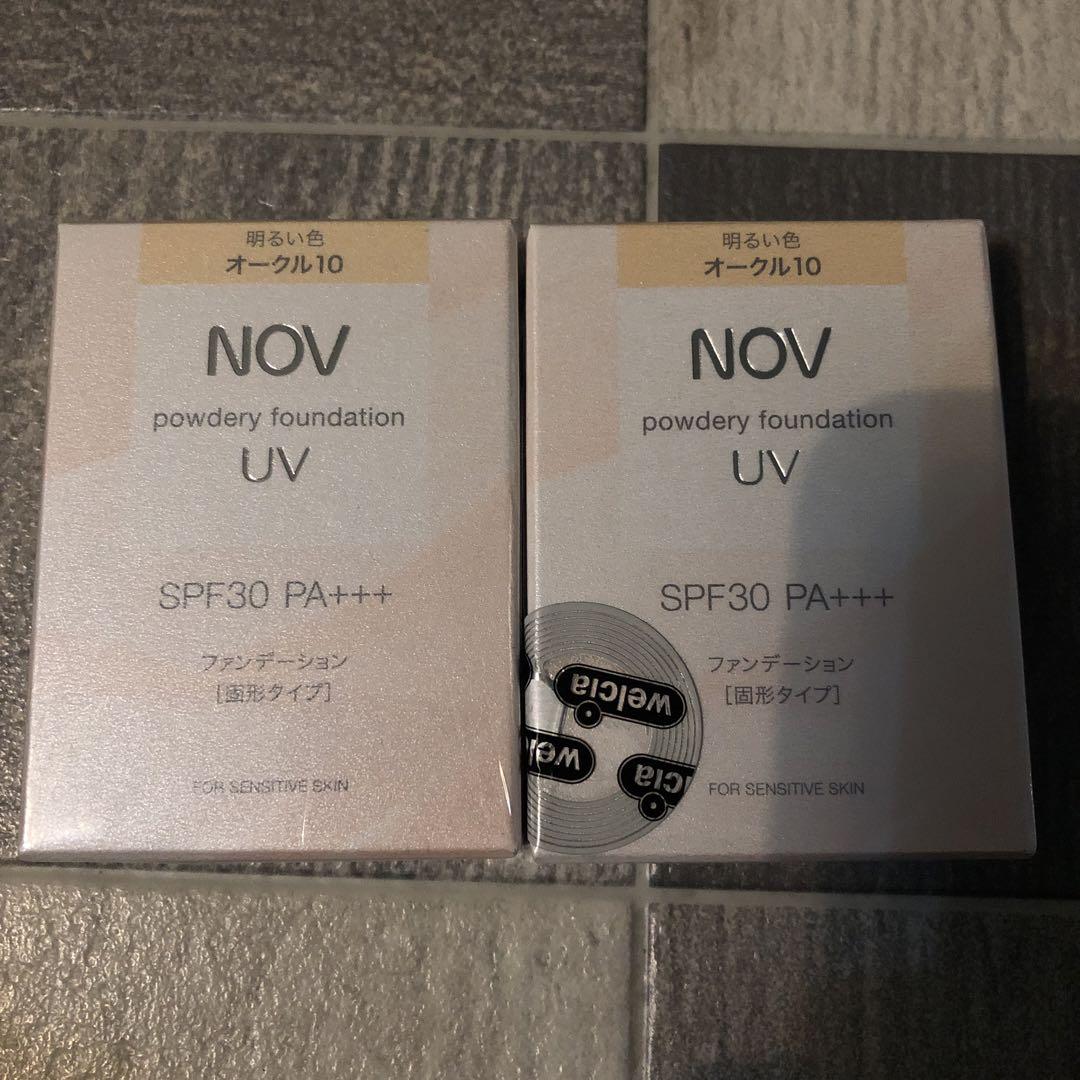 明るい色
オークル10
NOV
powdery foundation
UV
SPF30 PA+++
ファンデーション
[固形タイプ]
FOR SENSITIVE SKIN
明るい色
オークル10
NOV
powdery foundation
UV
SPF30 PA+++
ファンデーション
[固形タイプ]
FOR SENSITIVE SKIN
welcia
welc
lcia